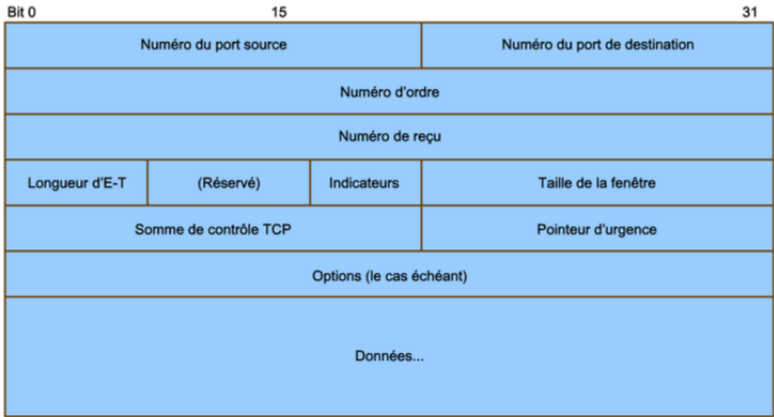 Bit 0 15 31
Numéro du port source Numéro du port de destination
Numéro d'ordre
Numéro de reçu
Longueur d'E-T (Réservé) Indicateurs Taille de la fenêtre
Somme de contrôle TCP Pointeur d'urgence
Options (le cas échéant)
Données...